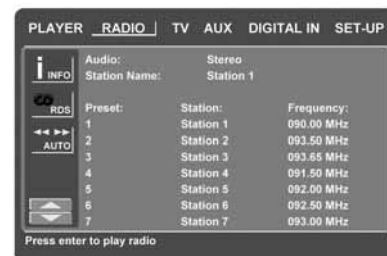 PLAYER RADIO TV AUX DIGITAL IN SET-UP
INFO
Audio: Stereo
Station Name: Station 1
RDS
AUTO
Preset: Station: Frequency:
1 Station 1 090.00 MHz
2 Station 2 093.50 MHz
3 Station 3 093.65 MHz
4 Station 4 091.50 MHz
5 Station 5 092.00 MHz
6 Station 6 092.50 MHz
7 Station 7 093.00 MHz
Press enter to play radio